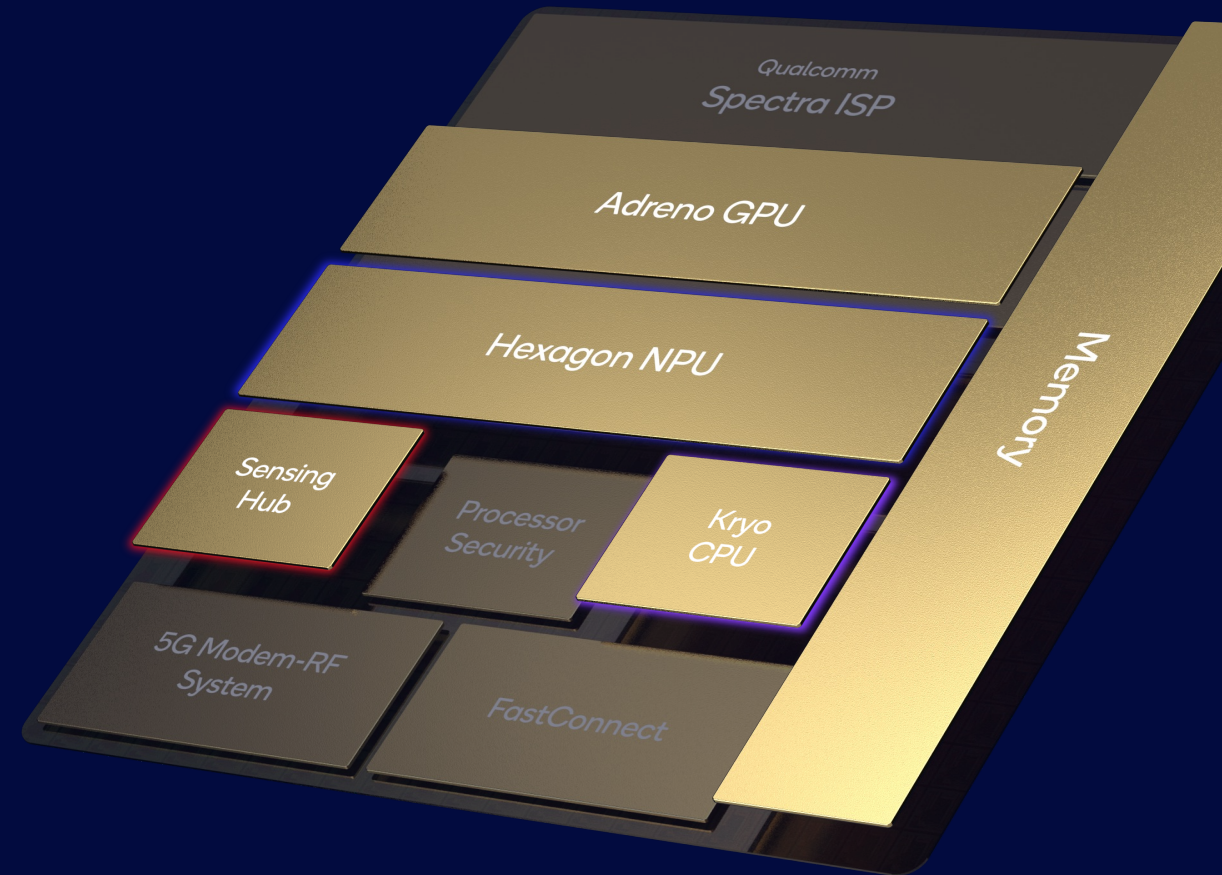 Qualcomm
Spectra ISP
Adreno GPU
Hexagon NPU
Memory
Sensing
Hub
Processor
Security
Kryo
CPU
5G Modem-RF
System
FastConnect